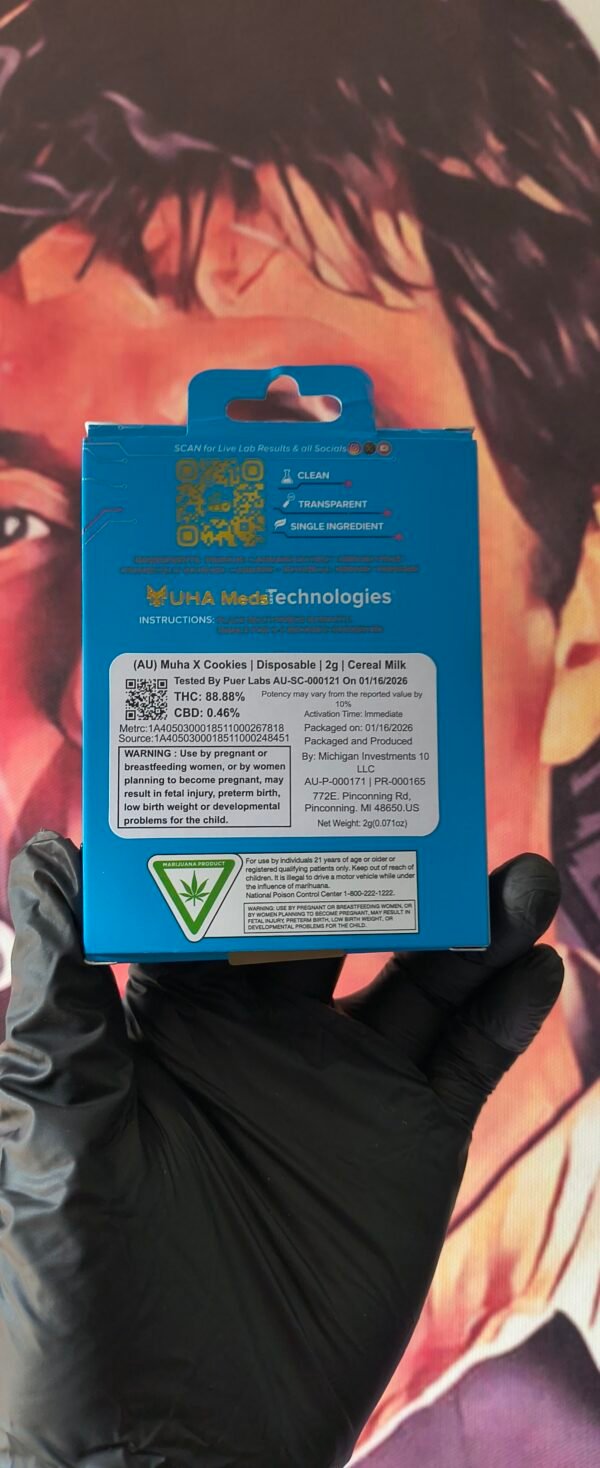 SCAN for Live Lab Results & all Socials
CLEAN
TRANSPARENT
SINGLE INGREDIENT
MUHA Meds Technologies
INSTRUCTIONS:
(AU) Muha X Cookies | Disposable | 2g | Cereal Milk
Tested By Puer Labs AU-SC-000121 On 01/16/2026
THC: 88.88%
CBD: 0.46%
Potency may vary from the reported value by
10%
Activation Time: Immediate
Metrc:1A4050300018511000267818
Source:1A4050300018511000248451
Packaged on: 01/16/2026
Packaged and Produced
By: Michigan Investments 10
LLC
AU-P-000171 | PR-000165
772E. Pinconning Rd,
Pinconning. MI 48650.US
Net Weight: 2g(0.071oz)
WARNING : Use by pregnant or
breastfeeding women, or by women
planning to become pregnant, may
result in fetal injury, preterm birth,
low birth weight or developmental
problems for the child.
MARIJUANA PRODUCT
For use by individuals 21 years of age or older or
registered qualifying patients only. Keep out of reach of
children. It is illegal to drive a motor vehicle while under
the influence of marihuana.
National Poison Control Center 1-800-222-1222.
WARNING: USE BY PREGNANT OR BREASTFEEDING WOMEN, OR
BY WOMEN PLANNING TO BECOME PREGNANT, MAY RESULT IN
FETAL INJURY, PRETERM BIRTH, LOW BIRTH WEIGHT, OR
DEVELOPMENTAL PROBLEMS FOR THE CHILD.